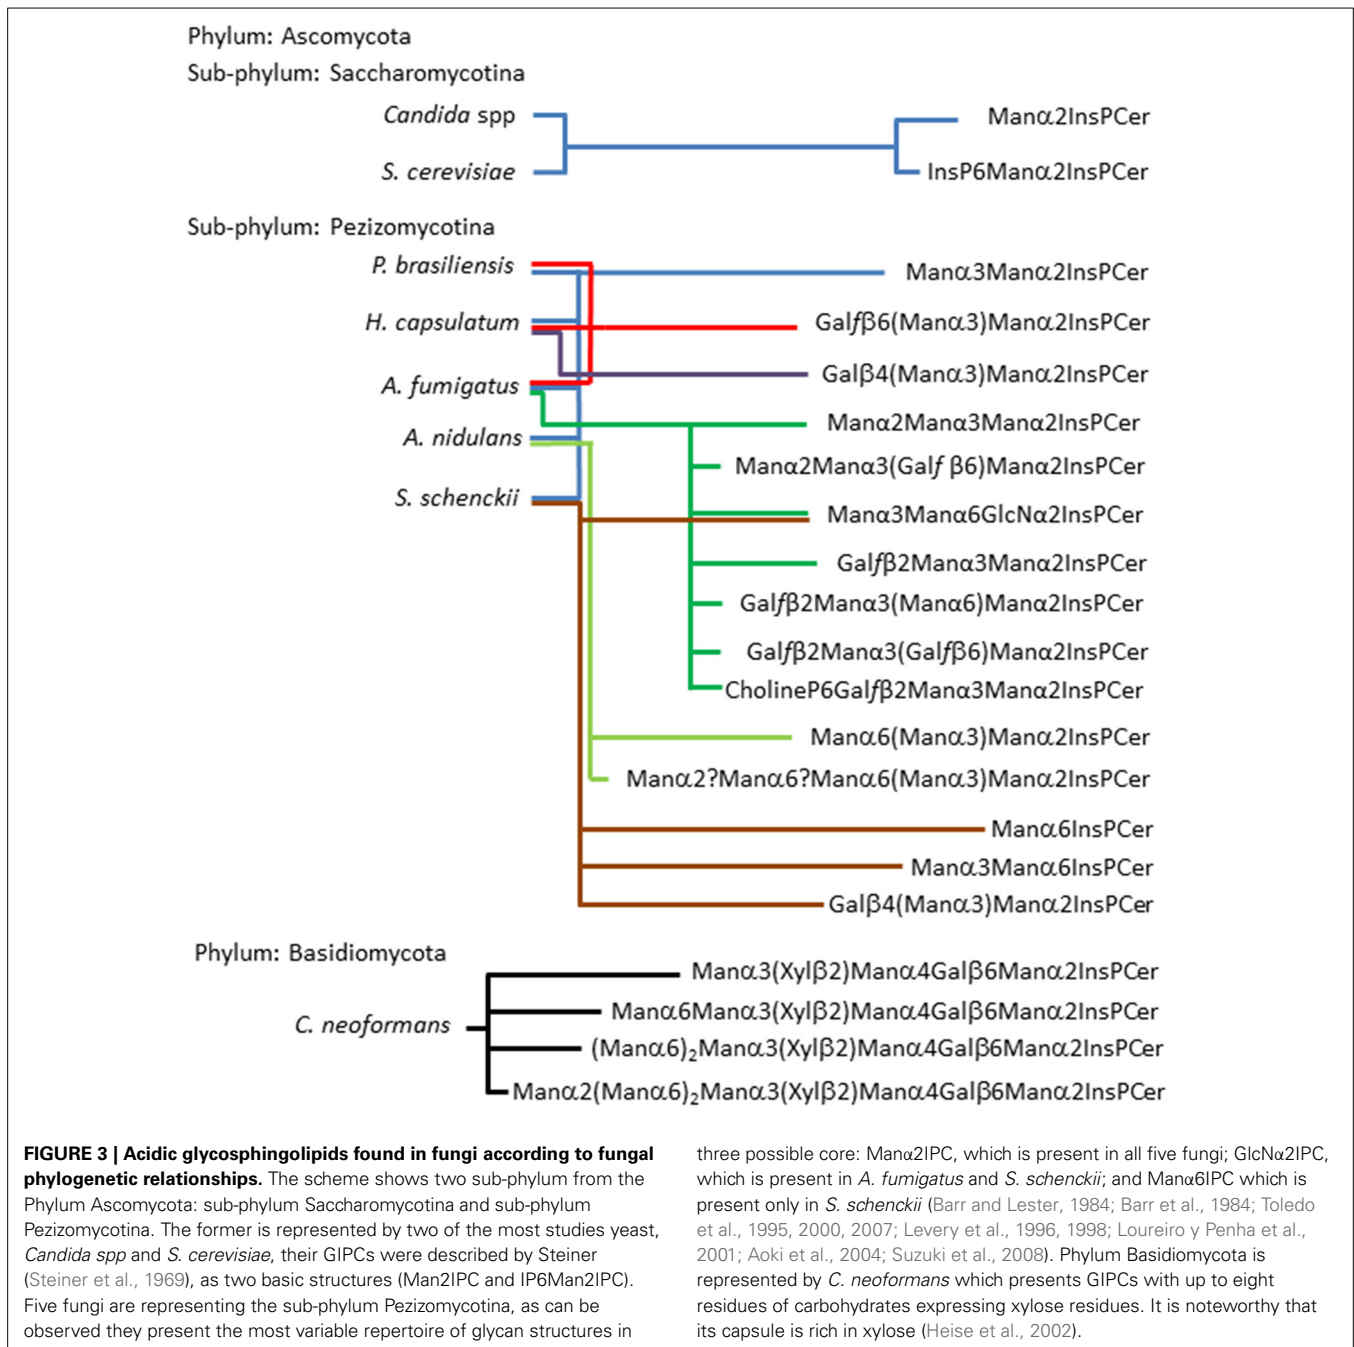 Phylum: Ascomycota
Sub-phylum: Saccharomycotina
Candida spp
Manα2InsPCer
S. cerevisiae
InsP6Manα2InsPCer
Sub-phylum: Pezizomycotina
P. brasiliensis
Manα3Manα2InsPCer
H. capsulatum
Galfβ6(Manα3)Manα2InsPCer
Galβ4(Manα3)Manα2InsPCer
A. fumigatus
Manα2Manα3Manα2InsPCer
A. nidulans
Manα2Manα3(Galf β6)Manα2InsPCer
S. schenckii
Manα3Manα6GlcNα2InsPCer
Galfβ2Manα3Manα2InsPCer
Galfβ2Manα3(Manα6)Manα2InsPCer
Galfβ2Manα3(Galfβ6)Manα2InsPCer
CholineP6Galfβ2Manα3Manα2InsPCer
Manα6(Manα3)Manα2InsPCer
Manα2?Manα6?Manα6(Manα3)Manα2InsPCer
Manα6InsPCer
Manα3Manα6InsPCer
Galβ4(Manα3)Manα2InsPCer
Phylum: Basidiomycota
Manα3(Xylβ2)Manα4Galβ6Manα2InsPCer
Manα6Manα3(Xylβ2)Manα4Galβ6Manα2InsPCer
C. neoformans
(Manα6)₂Manα3(Xylβ2)Manα4Galβ6Manα2InsPCer
Manα2(Manα6)₂Manα3(Xylβ2)Manα4Galβ6Manα2InsPCer
FIGURE 3 | Acidic glycosphingolipids found in fungi according to fungal
phylogenetic relationships. The scheme shows two sub-phylum from the
Phylum Ascomycota: sub-phylum Saccharomycotina and sub-phylum
Pezizomycotina. The former is represented by two of the most studies yeast,
Candida spp and S. cerevisiae, their GIPCs were described by Steiner
(Steiner et al., 1969), as two basic structures (Man2IPC and IP6Man2IPC).
Five fungi are representing the sub-phylum Pezizomycotina, as can be
observed they present the most variable repertoire of glycan structures in
three possible core: Manα2IPC, which is present in all five fungi; GlcNα2IPC,
which is present in A. fumigatus and S. schenckii; and Manα6IPC which is
present only in S. schenckii (Barr and Lester, 1984; Barr et al., 1984; Toledo
et al., 1995, 2000, 2007; Levery et al., 1996, 1998; Loureiro y Penha et al.,
2001; Aoki et al., 2004; Suzuki et al., 2008). Phylum Basidiomycota is
represented by C. neoformans which presents GIPCs with up to eight
residues of carbohydrates expressing xylose residues. It is noteworthy that
its capsule is rich in xylose (Heise et al., 2002).